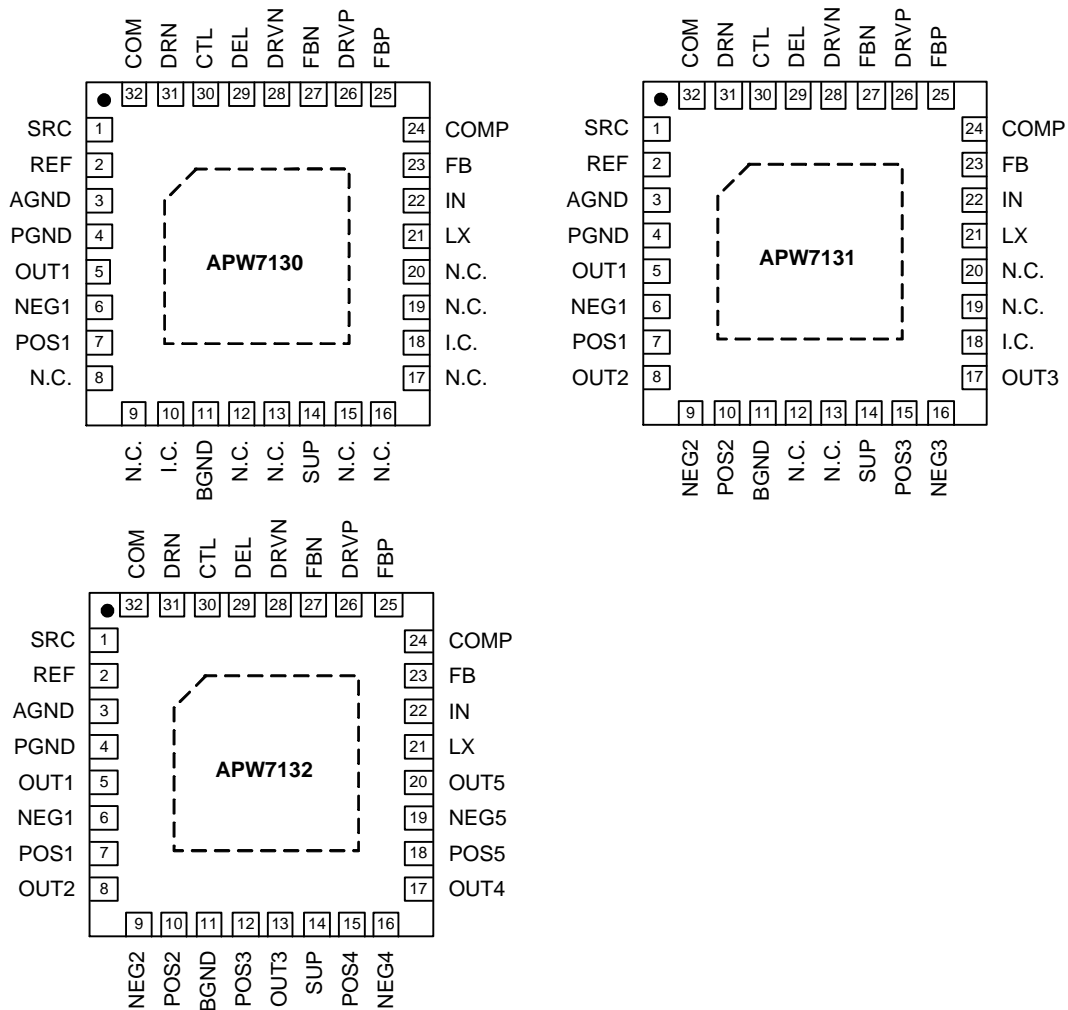 COM DRN CTL DEL DRVN FBN DRVP FBP
32 31 30 29 28 27 26 25
SRC 1 24 COMP
REF 2 23 FB
AGND 3 22 IN
PGND 4 21 LX
APW7130
OUT1 5 20 N.C.
NEG1 6 19 N.C.
POS1 7 18 I.C.
N.C. 8 17 N.C.
9 10 11 12 13 14 15 16
N.C. I.C. BGND N.C. N.C. SUP N.C. N.C.
COM DRN CTL DEL DRVN FBN DRVP FBP
32 31 30 29 28 27 26 25
SRC 1 24 COMP
REF 2 23 FB
AGND 3 22 IN
PGND 4 21 LX
APW7131
OUT1 5 20 N.C.
NEG1 6 19 N.C.
POS1 7 18 I.C.
OUT2 8 17 OUT3
9 10 11 12 13 14 15 16
NEG2 POS2 BGND N.C. N.C. SUP POS3 NEG3
COM DRN CTL DEL DRVN FBN DRVP FBP
32 31 30 29 28 27 26 25
SRC 1 24 COMP
REF 2 23 FB
AGND 3 22 IN
PGND 4 21 LX
APW7132
OUT1 5 20 OUT5
NEG1 6 19 NEG5
POS1 7 18 POS5
OUT2 8 17 OUT4
9 10 11 12 13 14 15 16
NEG2 POS2 BGND POS3 OUT3 SUP POS4 NEG4